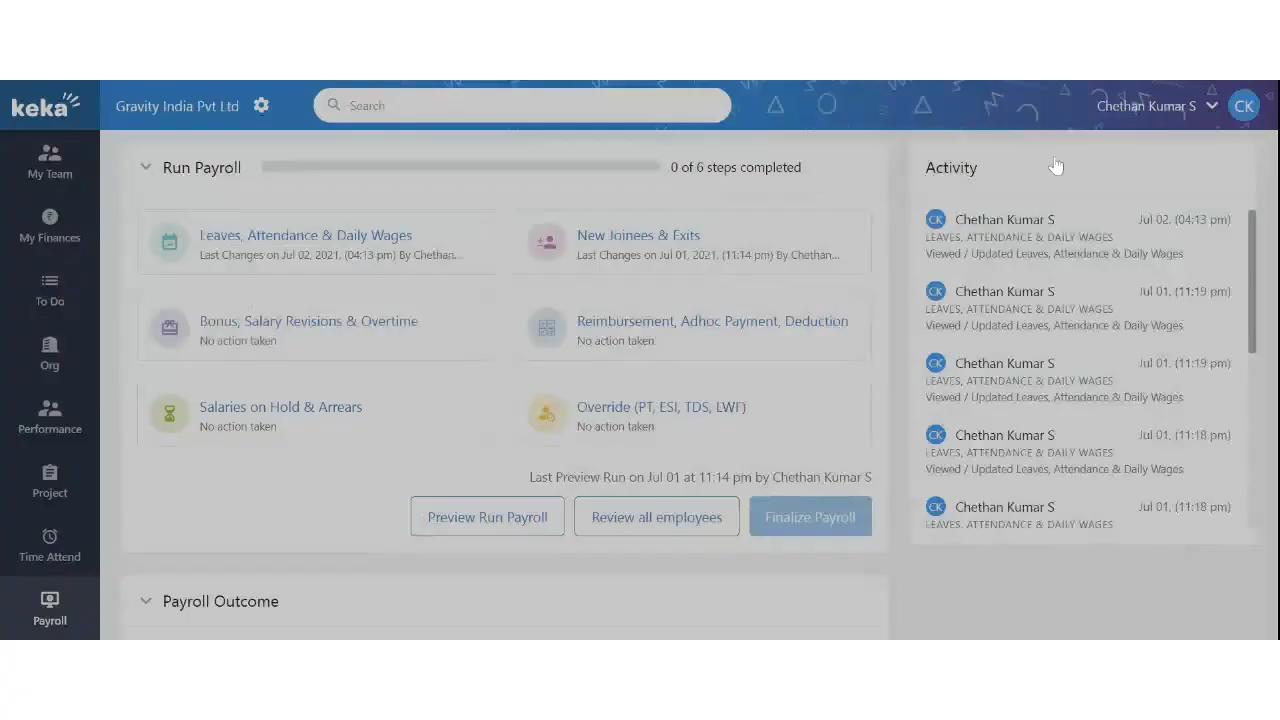 keka
Gravity India Pvt Ltd
Search
Chethan Kumar S
CK
My Team
My Finances
To Do
Org
Performance
Project
Time Attend
Payroll
Run Payroll
0 of 6 steps completed
Leaves, Attendance & Daily Wages
Last Changes on Jul 02, 2021, (04:13 pm) By Chethan...
New Joinees & Exits
Last Changes on Jul 01, 2021, (11:14 pm) By Chethan...
Bonus, Salary Revisions & Overtime
No action taken
Reimbursement, Adhoc Payment, Deduction
No action taken
Salaries on Hold & Arrears
No action taken
Override (PT, ESI, TDS, LWF)
No action taken
Last Preview Run on Jul 01 at 11:14 pm by Chethan Kumar S
Preview Run Payroll
Review all employees
Finalize Payroll
Payroll Outcome
Activity
CK Chethan Kumar S Jul 02, (04:13 pm)
LEAVES, ATTENDANCE & DAILY WAGES
Viewed / Updated Leaves, Attendance & Daily Wages
CK Chethan Kumar S Jul 01, (11:19 pm)
LEAVES, ATTENDANCE & DAILY WAGES
Viewed / Updated Leaves, Attendance & Daily Wages
CK Chethan Kumar S Jul 01, (11:19 pm)
LEAVES, ATTENDANCE & DAILY WAGES
Viewed / Updated Leaves, Attendance & Daily Wages
CK Chethan Kumar S Jul 01, (11:18 pm)
LEAVES, ATTENDANCE & DAILY WAGES
Viewed / Updated Leaves, Attendance & Daily Wages
CK Chethan Kumar S Jul 01, (11:18 pm)
LEAVES, ATTENDANCE & DAILY WAGES